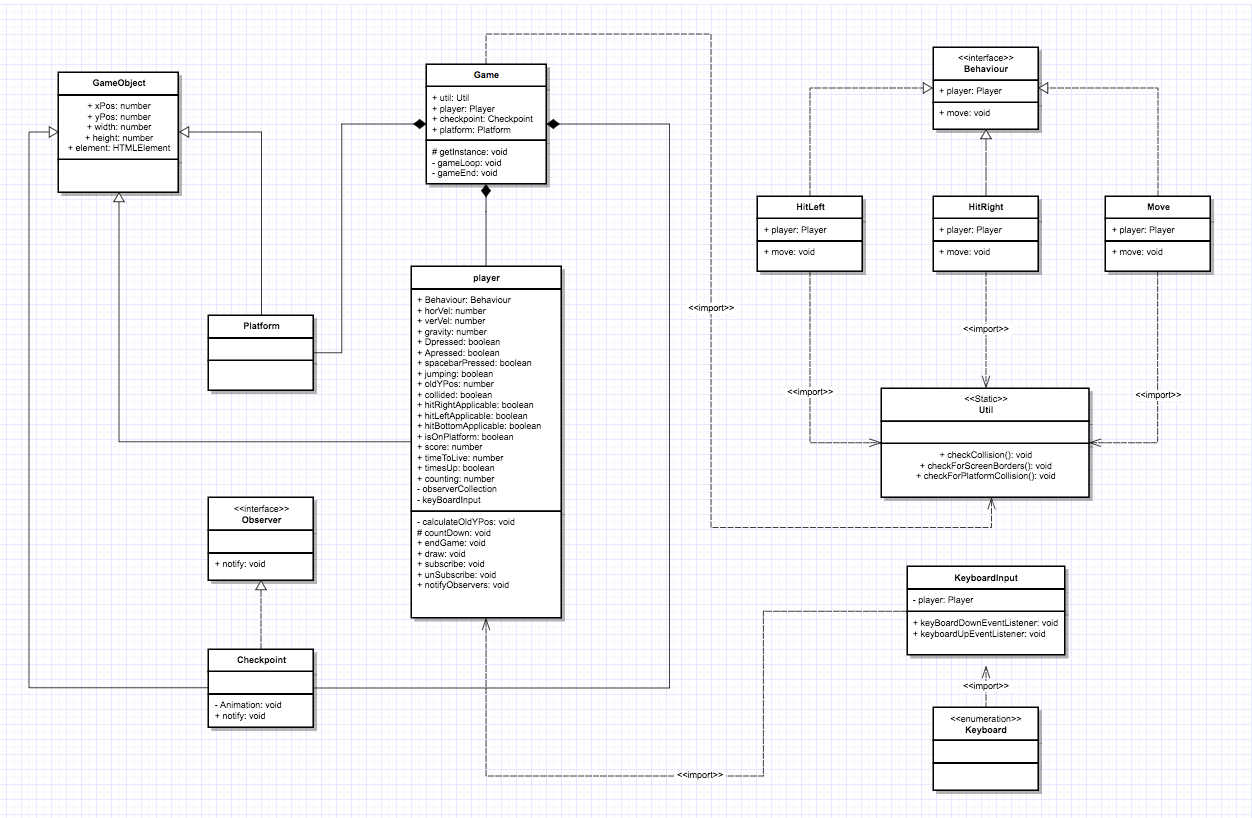 GameObject
+ xPos: number
+ yPos: number
+ width: number
+ height: number
+ element: HTMLElement
Game
+ util: Util
+ player: Player
+ checkpoint: Checkpoint
+ platform: Platform
# getInstance: void
- gameLoop: void
- gameEnd: void
<<interface>>
Behaviour
+ player: Player
+ move: void
HitLeft
+ player: Player
+ move: void
HitRight
+ player: Player
+ move: void
Move
+ player: Player
+ move: void
Platform
player
+ Behaviour: Behaviour
+ horVel: number
+ verVel: number
+ gravity: number
+ Dpressed: boolean
+ Apressed: boolean
+ spacebarPressed: boolean
+ jumping: boolean
+ oldYPos: number
+ collided: boolean
+ hitRightApplicable: boolean
+ hitLeftApplicable: boolean
+ hitBottomApplicable: boolean
+ isOnPlatform: boolean
+ score: number
+ timeToLive: number
+ timesUp: boolean
+ counting: number
- observerCollection
- keyBoardInput
- calculateOldYPos: void
# countDown: void
+ endGame: void
+ draw: void
+ subscribe: void
+ unSubscribe: void
+ notifyObservers: void
<<import>>
<<import>>
<<import>>
<<import>>
<<Static>>
Util
+ checkCollision(): void
+ checkForScreenBorders(): void
+ checkForPlatformCollision(): void
<<interface>>
Observer
+ notify: void
Checkpoint
- Animation: void
+ notify: void
KeyboardInput
- player: Player
+ keyBoardDownEventListener: void
+ keyboardUpEventListener: void
<<import>>
<<enumeration>>
Keyboard
<<import>>